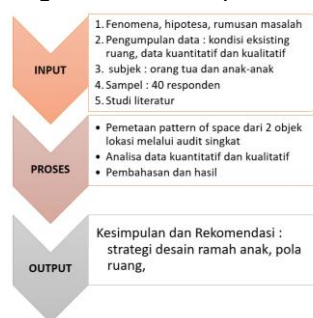 INPUT
1. Fenomena, hipotesa, rumusan masalah
2. Pengumpulan data : kondisi eksisting
ruang, data kuantitatif dan kualitatif
3. subjek : orang tua dan anak-anak
4. Sampel : 40 responden
5. Studi literatur
PROSES
• Pemetaan pattern of space dari 2 objek
lokasi melalui audit singkat
• Analisa data kuantitatif dan kualitatif
• Pembahasan dan hasil
OUTPUT
Kesimpulan dan Rekomendasi :
strategi desain ramah anak, pola
ruang,